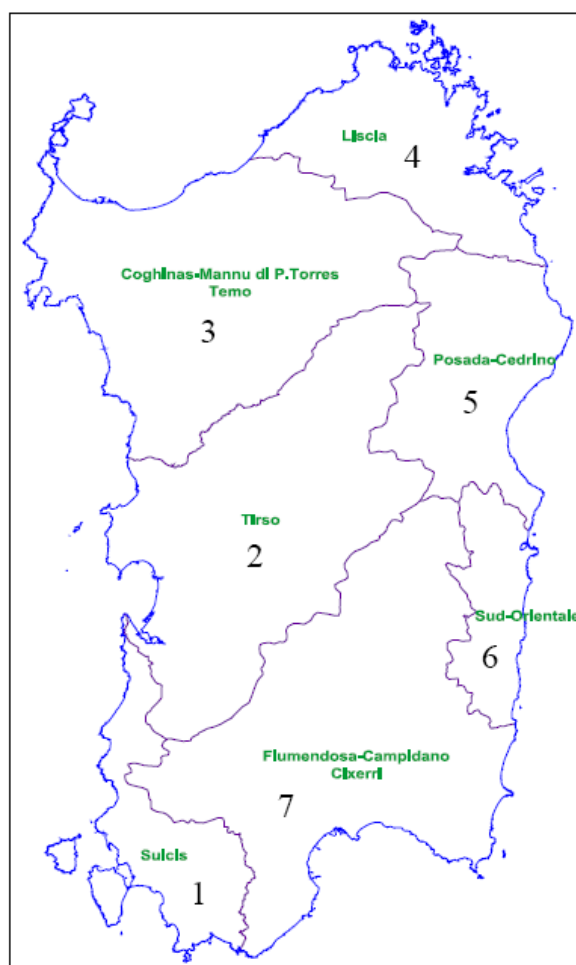 Liscia
4
Coghinas-Mannu di P.Torres
Temo
3
Posada-Cedrino
5
Tirso
2
Sud-Orientale
6
Flumendosa-Campidano
Cixerri
7
Sulcis
1